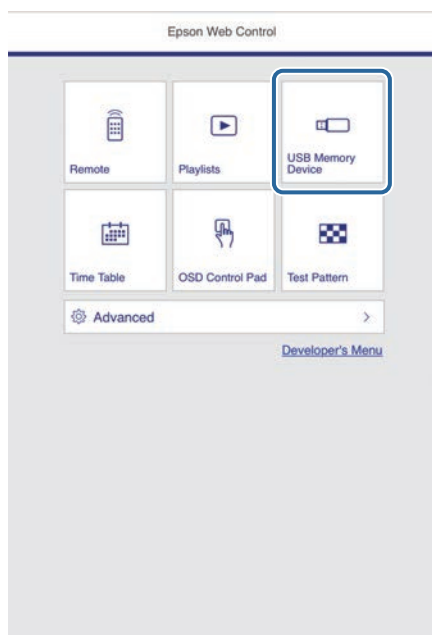 Epson Web Control
Remote
Playlists
USB Memory
Device
Time Table
OSD Control Pad
Test Pattern
Advanced
Developer's Menu